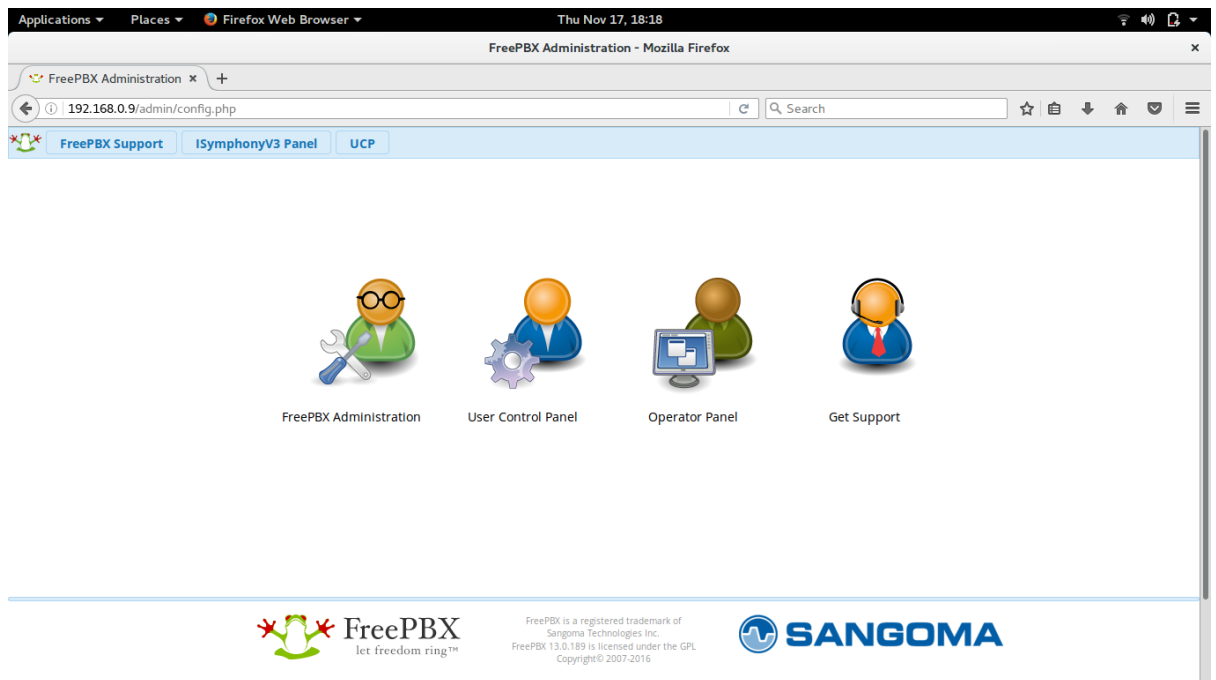 Applications Places Firefox Web Browser Thu Nov 17, 18:18
FreePBX Administration - Mozilla Firefox
FreePBX Administration
192.168.0.9/admin/config.php Search
FreePBX Support ISymphonyV3 Panel UCP
FreePBX Administration User Control Panel Operator Panel Get Support
FreePBX
let freedom ring™
FreePBX is a registered trademark of
Sangoma Technologies Inc.
FreePBX 13.0.189 is licensed under the GPL
Copyright© 2007-2016
SANGOMA